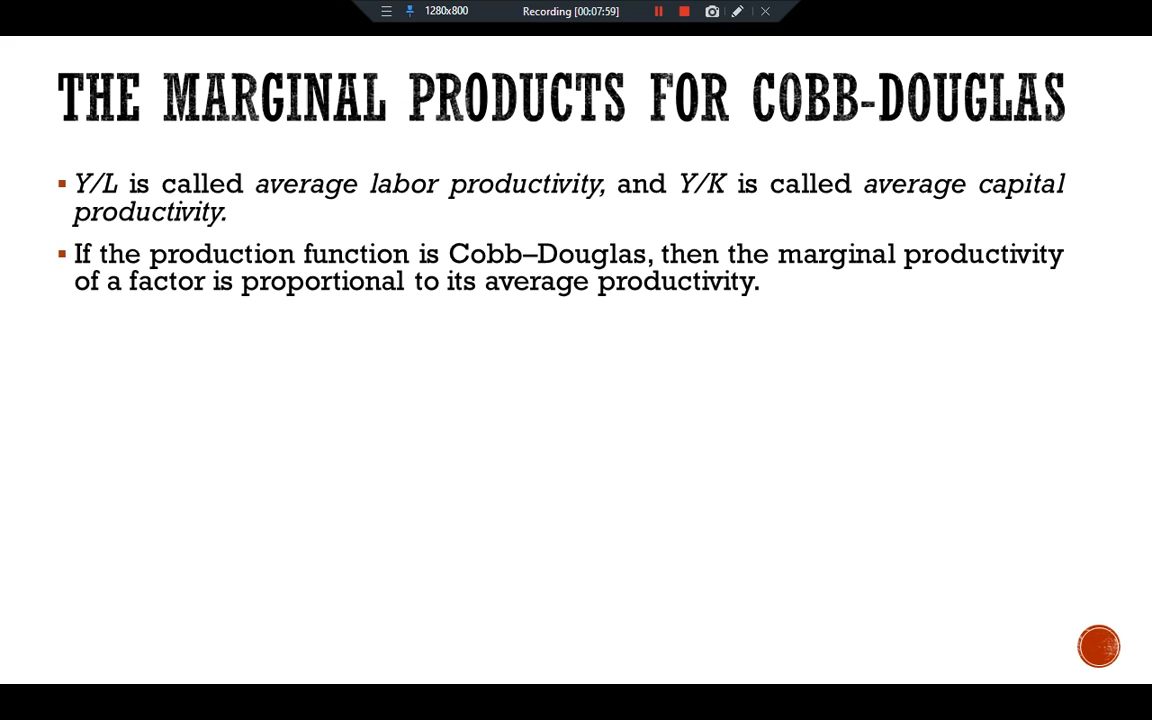 1280x800 Recording [00:07:59]
THE MARGINAL PRODUCTS FOR COBB-DOUGLAS
▪ Y/L is called average labor productivity, and Y/K is called average capital
productivity.
▪ If the production function is Cobb–Douglas, then the marginal productivity
of a factor is proportional to its average productivity.